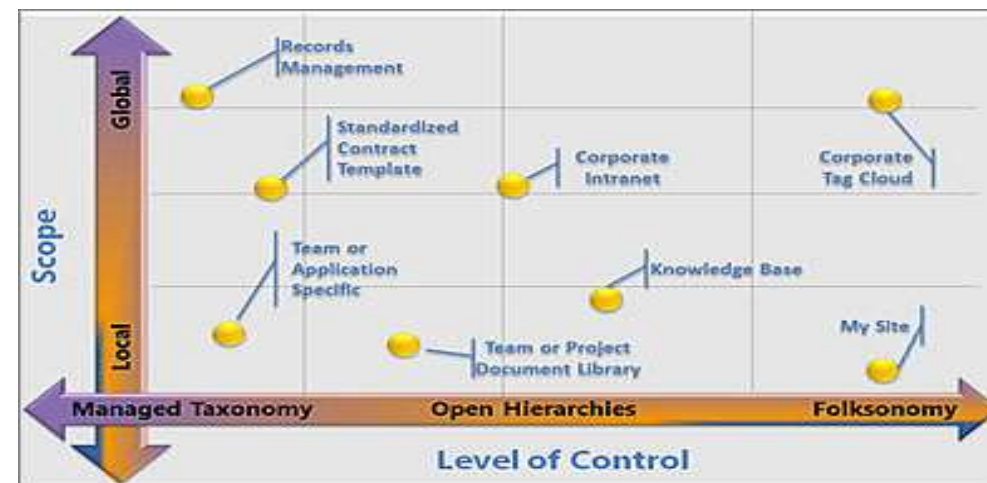 Records
Management
Global
Standardized
Contract
Template
Corporate
Intranet
Corporate
Tag Cloud
Scope
Team or
Application
Specific
Knowledge Base
My Site
Local
Team or Project
Document Library
Managed Taxonomy
Open Hierarchies
Folksonomy
Level of Control